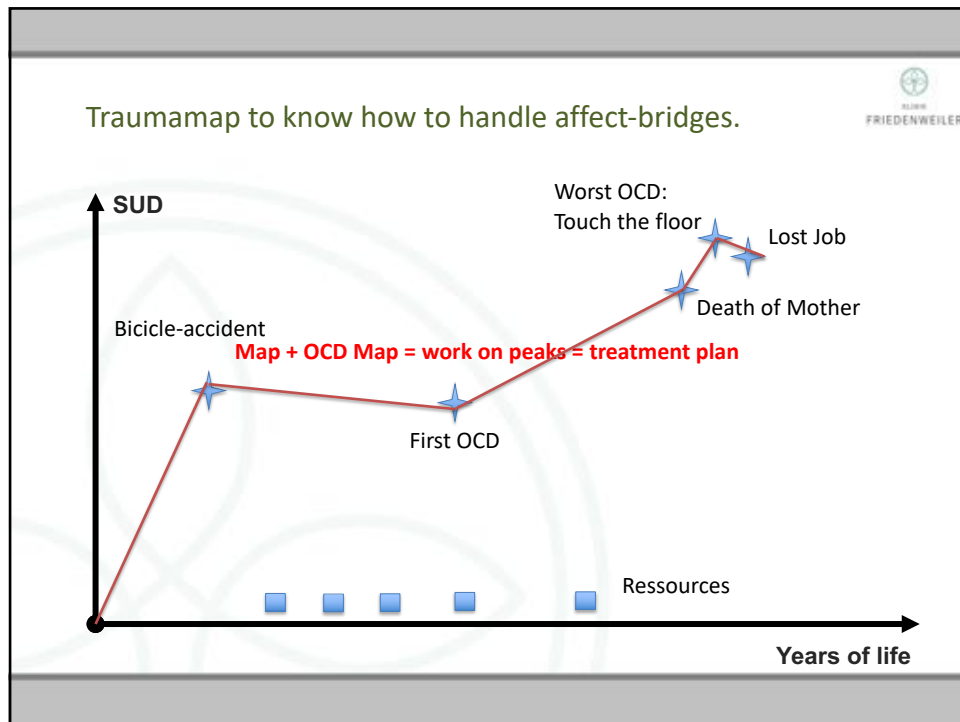 Traumamap to know how to handle affect-bridges.
KLINIK
FRIEDENWEILER
SUD
Worst OCD:
Touch the floor
Lost Job
Death of Mother
Bicicle-accident
Map + OCD Map = work on peaks = treatment plan
First OCD
Ressources
Years of life